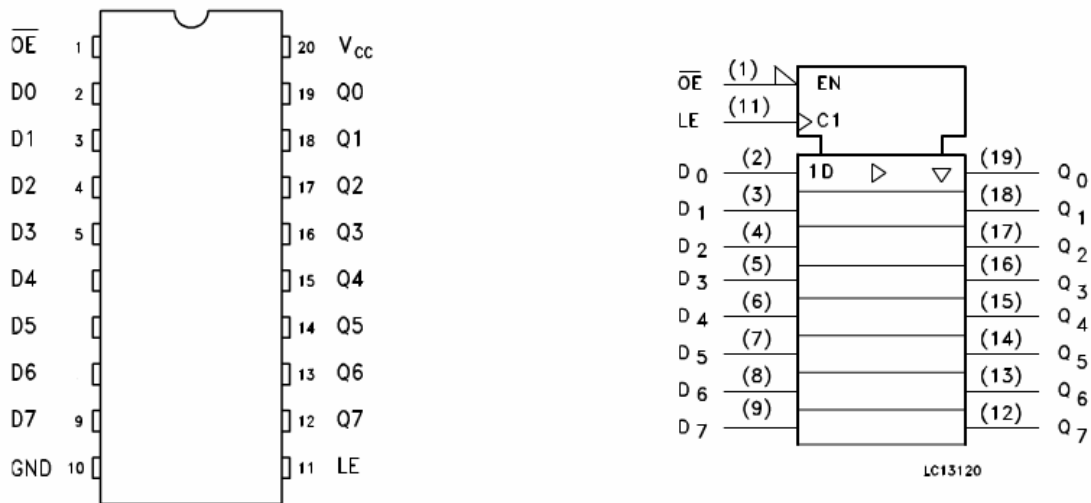 OE 1 20 VCC
D0 2 19 Q0
D1 3 18 Q1
D2 4 17 Q2
D3 5 16 Q3
D4 15 Q4
D5 14 Q5
D6 13 Q6
D7 9 12 Q7
GND 10 11 LE
OE (1) EN
LE (11) C1
D0 (2) 1D (19) Q0
D1 (3) (18) Q1
D2 (4) (17) Q2
D3 (5) (16) Q3
D4 (6) (15) Q4
D5 (7) (14) Q5
D6 (8) (13) Q6
D7 (9) (12) Q7
LC13120